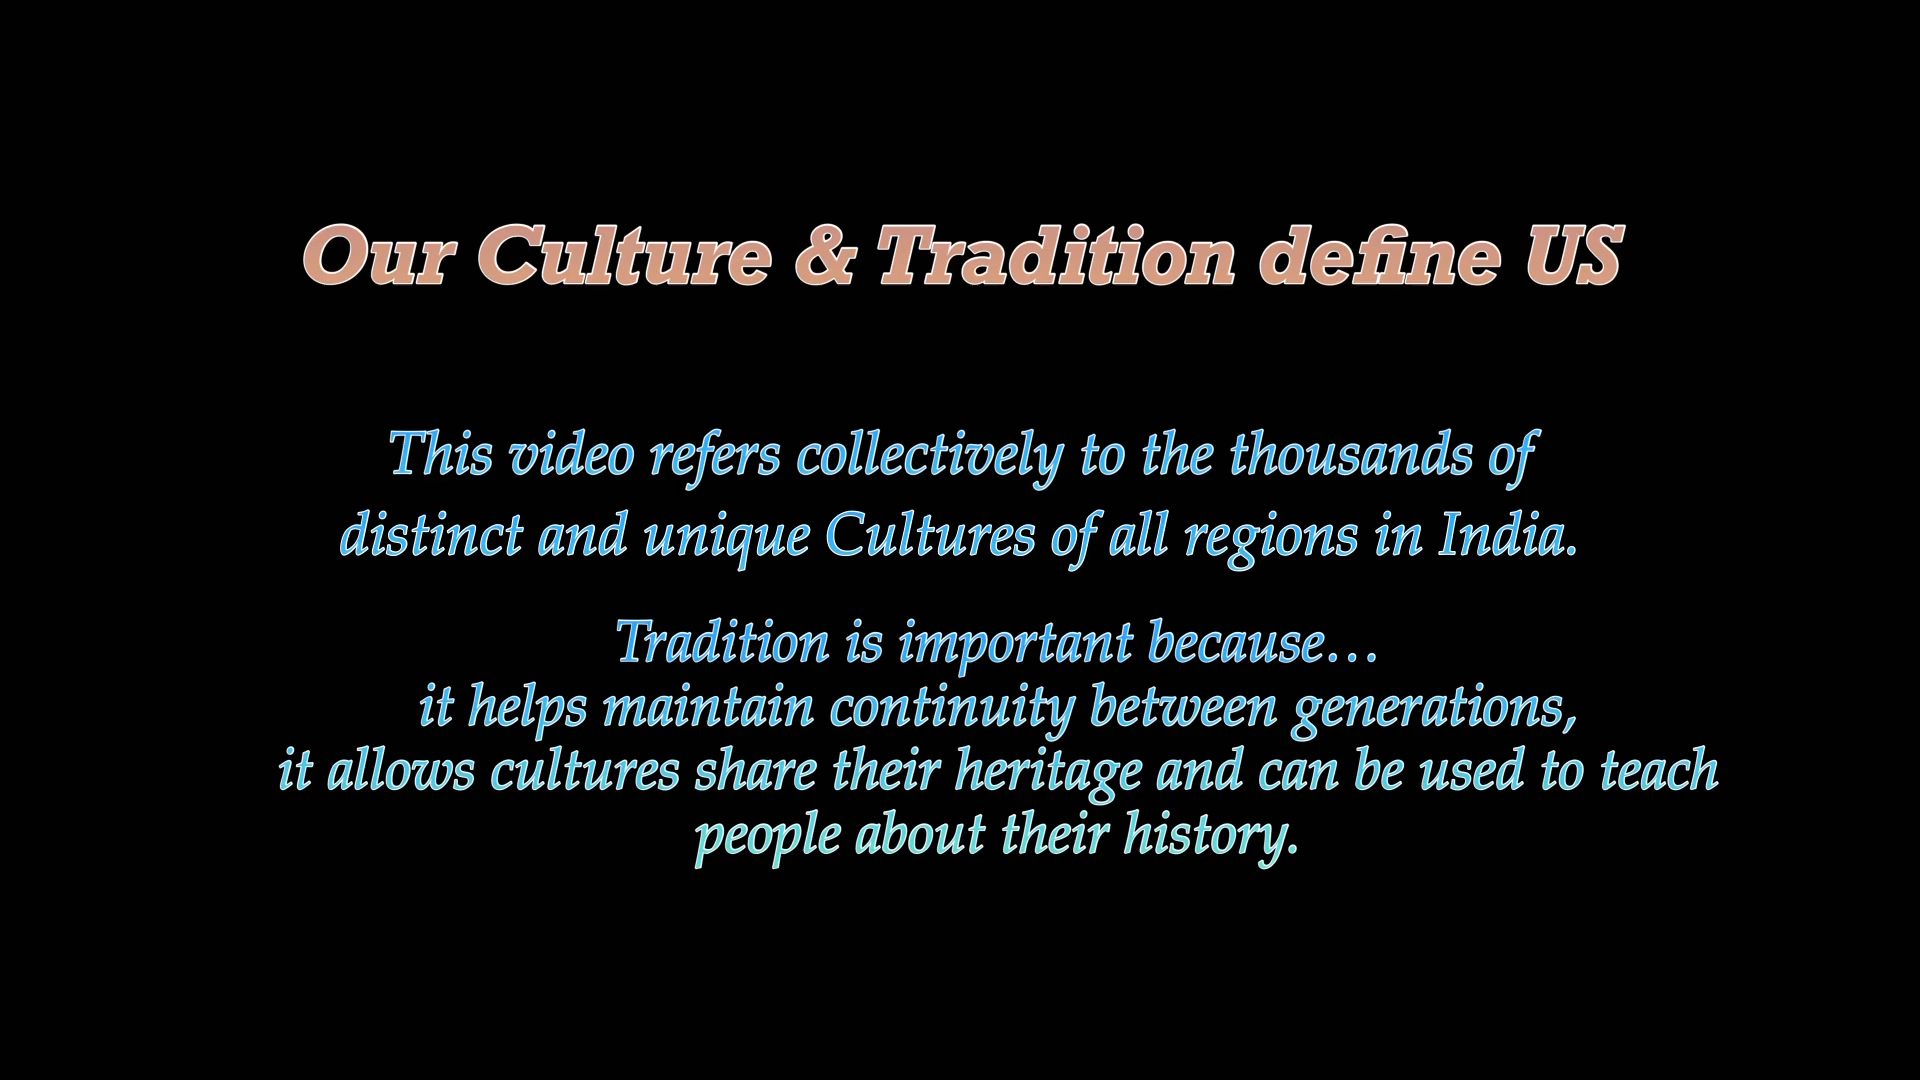 Our Culture & Tradition define US
This video refers collectively to the thousands of
distinct and unique Cultures of all regions in India.
Tradition is important because…
it helps maintain continuity between generations,
it allows cultures share their heritage and can be used to teach
people about their history.